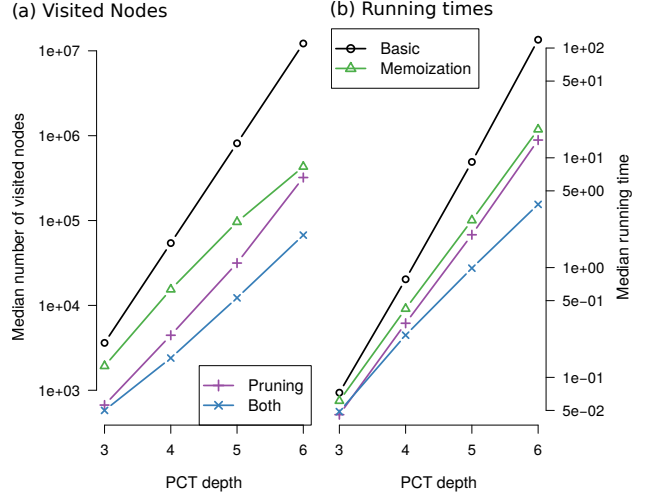 (a) Visited Nodes
(b) Running times
Median number of visited nodes
1e+07
1e+06
1e+05
1e+04
1e+03
Pruning
Both
3 4 5 6
PCT depth
Basic
Memoization
1e+02
5e+01
1e+01
5e+00
1e+00
5e-01
1e-01
5e-02
Median running time
3 4 5 6
PCT depth